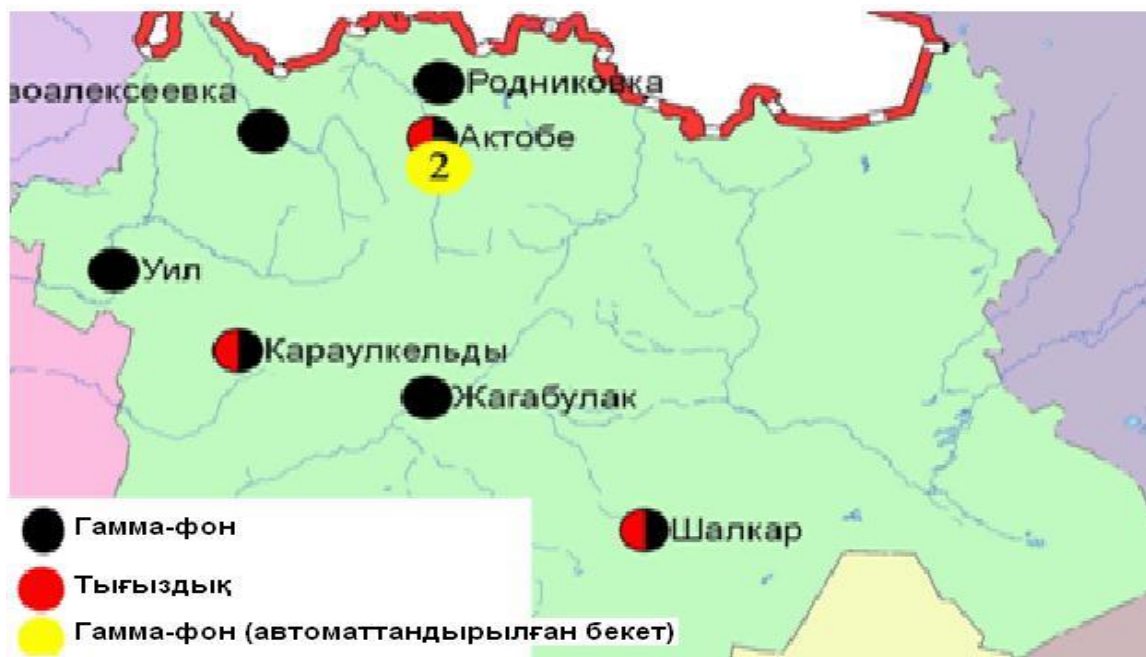 Родниковка
воалексеевка
Актобе
2
Уил
Караулкельды
Жагабулак
Шалкар
Гамма-фон
Тығыздық
Гамма-фон (автоматтандырылған бекет)